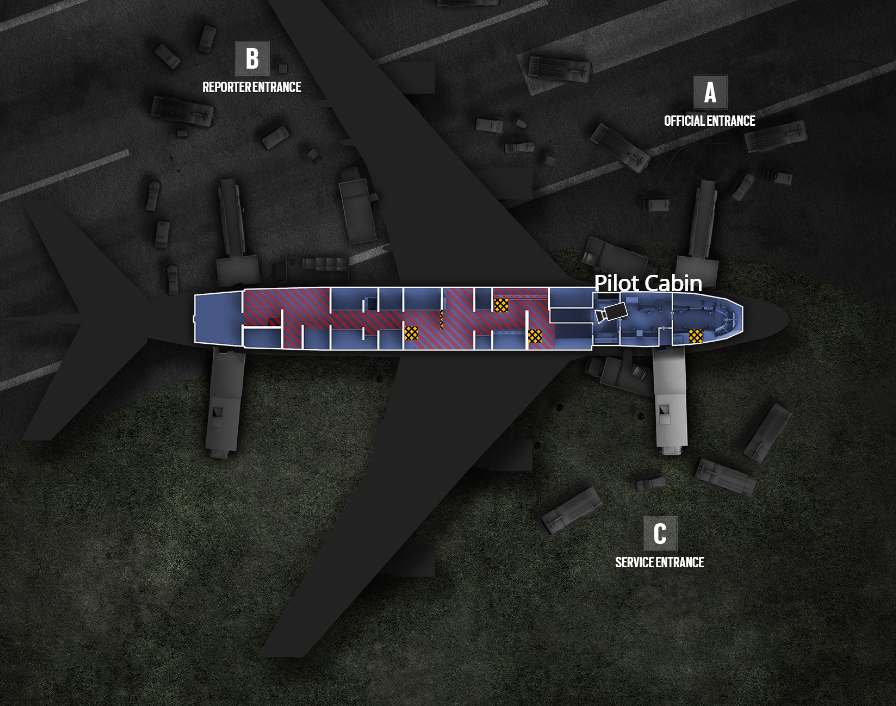 B
REPORTER ENTRANCE
A
OFFICIAL ENTRANCE
Pilot Cabin
C
SERVICE ENTRANCE